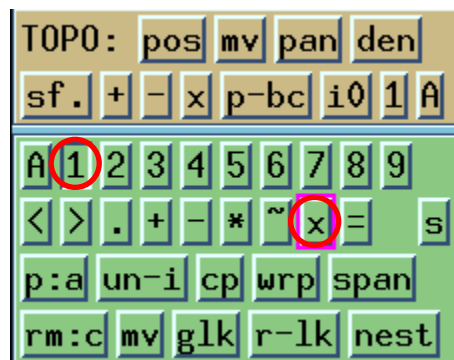 TOPO: pos mv pan den
sf. + - x p-bc i0 1 A
A 1 2 3 4 5 6 7 8 9
< > . + - * ~ x = s
p:a un-i cp wrp span
rm:c mv glk r-lk nest